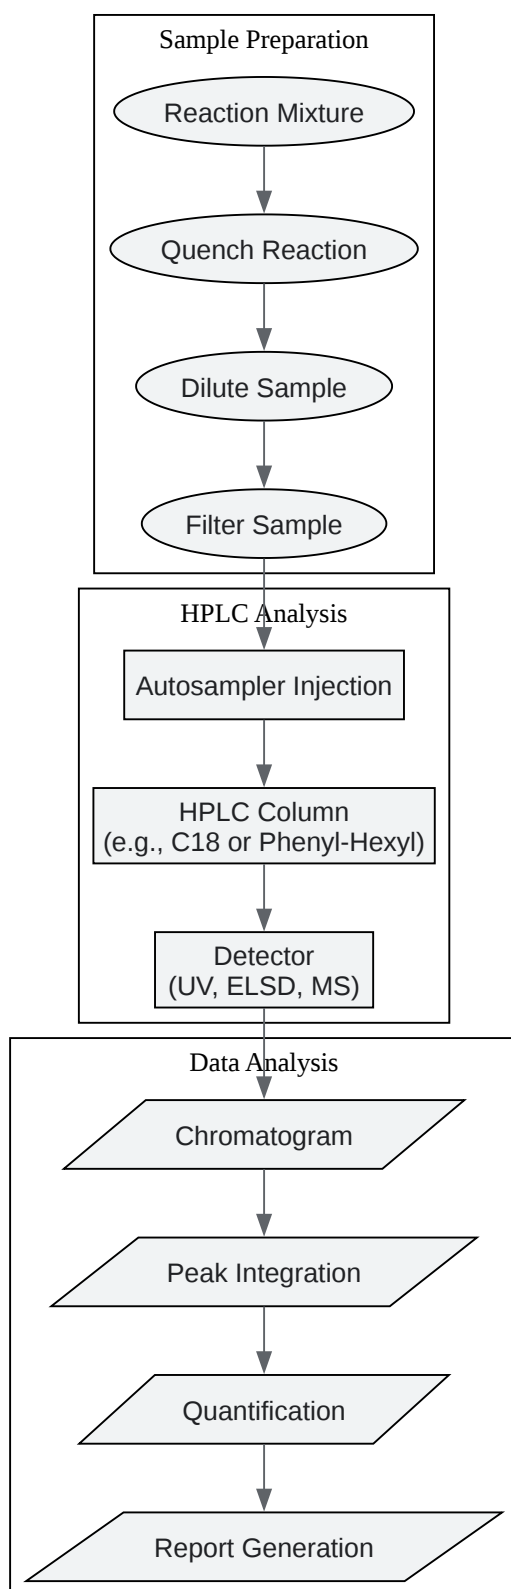 Sample Preparation
Reaction Mixture
Quench Reaction
Dilute Sample
Filter Sample
HPLC Analysis
Autosampler Injection
HPLC Column
(e.g., C18 or Phenyl-Hexyl)
Detector
(UV, ELSD, MS)
Data Analysis
Chromatogram
Peak Integration
Quantification
Report Generation